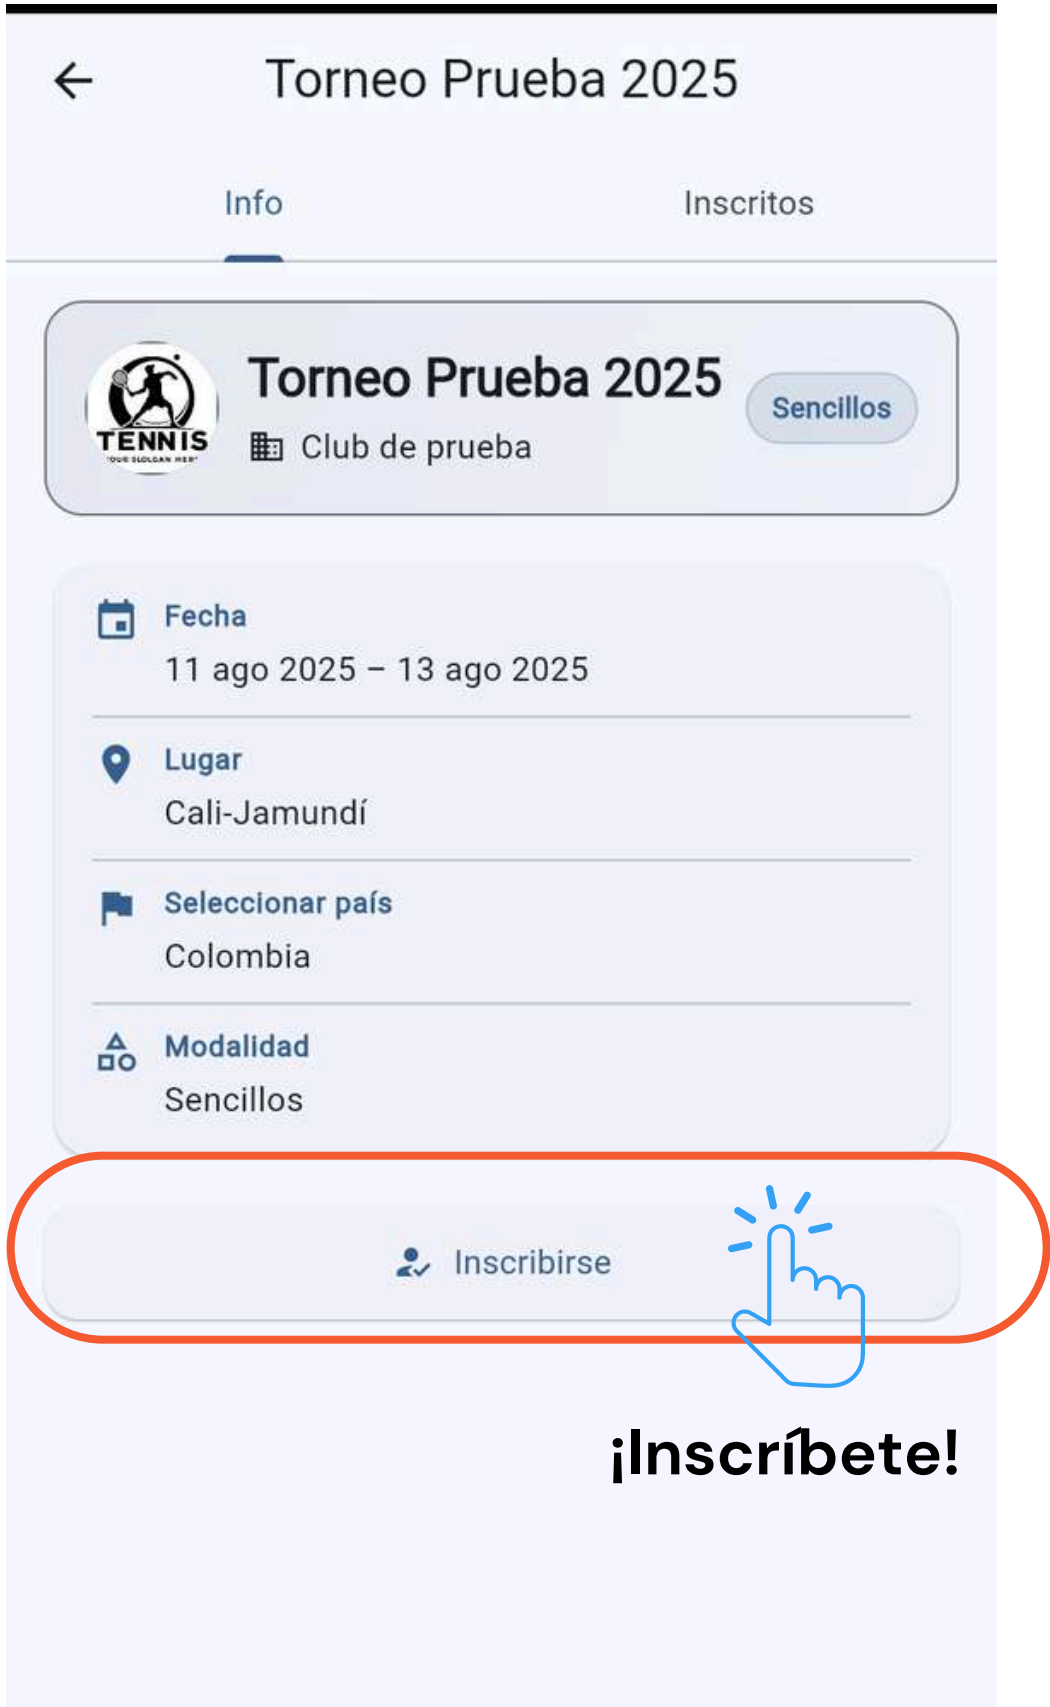 Torneo Prueba 2025
Info
Inscritos
Torneo Prueba 2025
Club de prueba
Sencillos
TENNIS
Fecha
11 ago 2025 – 13 ago 2025
Lugar
Cali-Jamundí
Seleccionar país
Colombia
Modalidad
Sencillos
Inscribirse
¡Inscríbete!